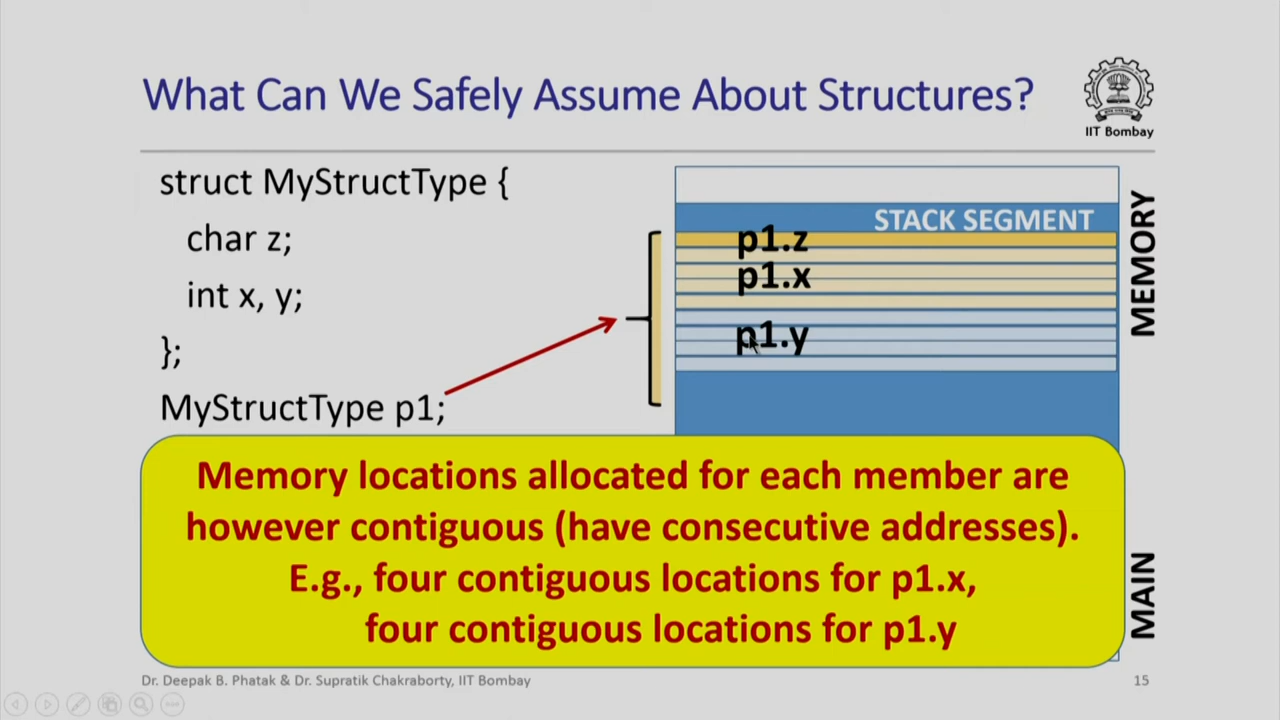 What Can We Safely Assume About Structures?
IIT Bombay
struct MyStructType {
char z;
int x, y;
};
MyStructType p1;
STACK SEGMENT
p1.z
p1.x
p1.y
MEMORY
MAIN
Memory locations allocated for each member are
however contiguous (have consecutive addresses).
E.g., four contiguous locations for p1.x,
four contiguous locations for p1.y
Dr. Deepak B. Phatak & Dr. Supratik Chakraborty, IIT Bombay
15